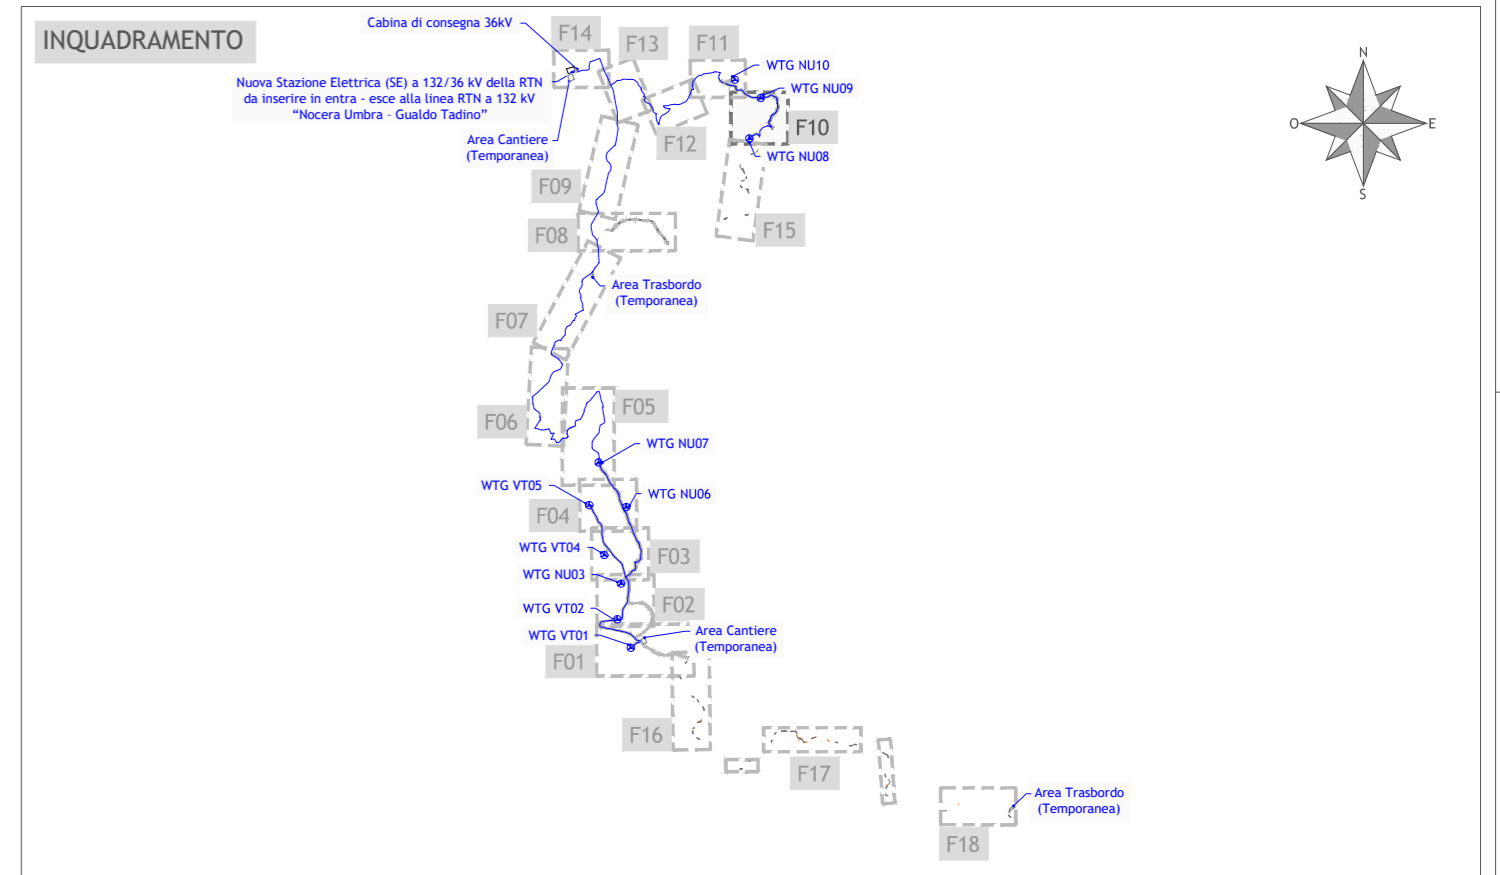 INQUADRAMENTO
Cabina di consegna 36kV
F14
F13
F11
WTG NU10
Nuova Stazione Elettrica (SE) a 132/36 kV della RTN
da inserire in entra - esce alla linea RTN a 132 kV
“Nocera Umbra - Gualdo Tadino”
WTG NU09
F10
Area Cantiere
(Temporanea)
F12
WTG NU08
F09
F08
F15
Area Trasbordo
(Temporanea)
F07
F06
F05
WTG NU07
WTG VT05
WTG NU06
F04
WTG VT04
F03
WTG NU03
WTG VT02
F02
WTG VT01
Area Cantiere
(Temporanea)
F01
F16
F17
Area Trasbordo
(Temporanea)
F18
N
O
E
S